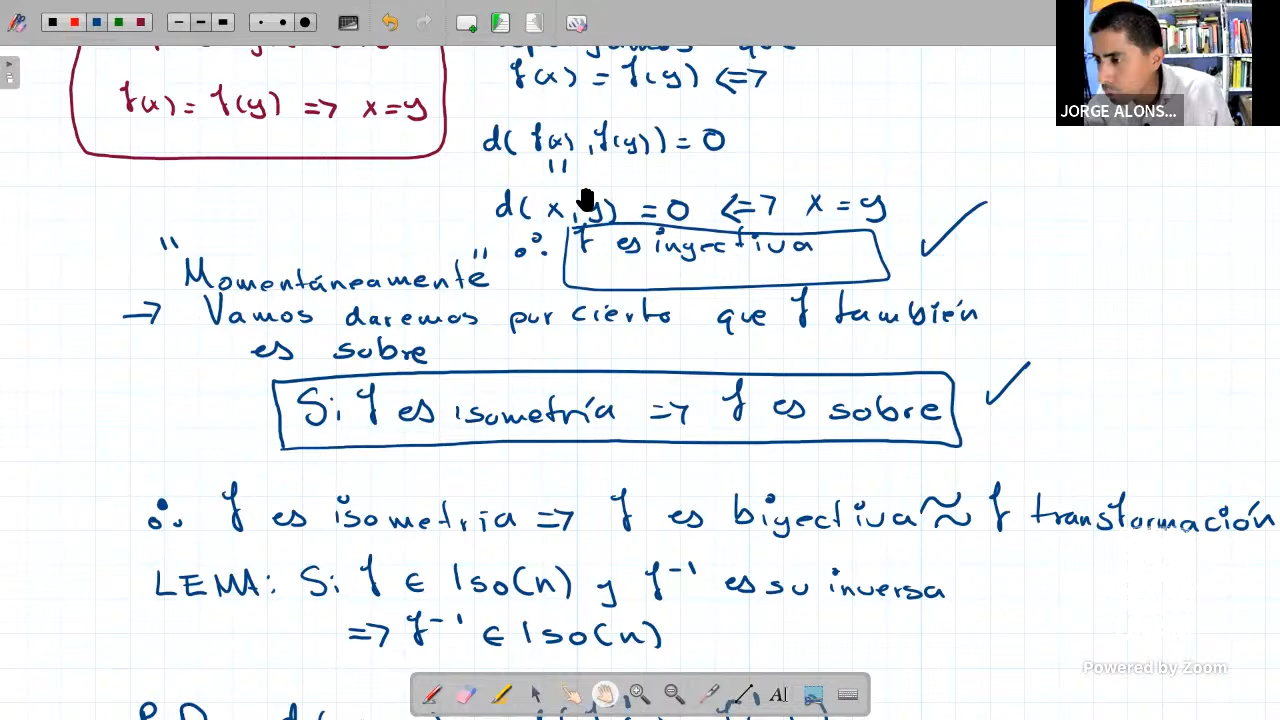 f(x) = f(y) => x=y
f(x) = f(y) <=>
d( f(x) , f(y) ) = 0
"
d( x , y ) = 0 <=> x = y
∴ f es inyectiva
"Momentáneamente"
→ Vamos daremos por cierto que f también
es sobre
Si f es isometría => f es sobre
∴ f es isometría => f es biyectiva ≈ f transformación
LEMA: Si f ∈ Iso(n) y f⁻¹ es su inversa
=> f⁻¹ ∈ Iso(n)
JORGE ALONS...
Powered by Zoom
AI